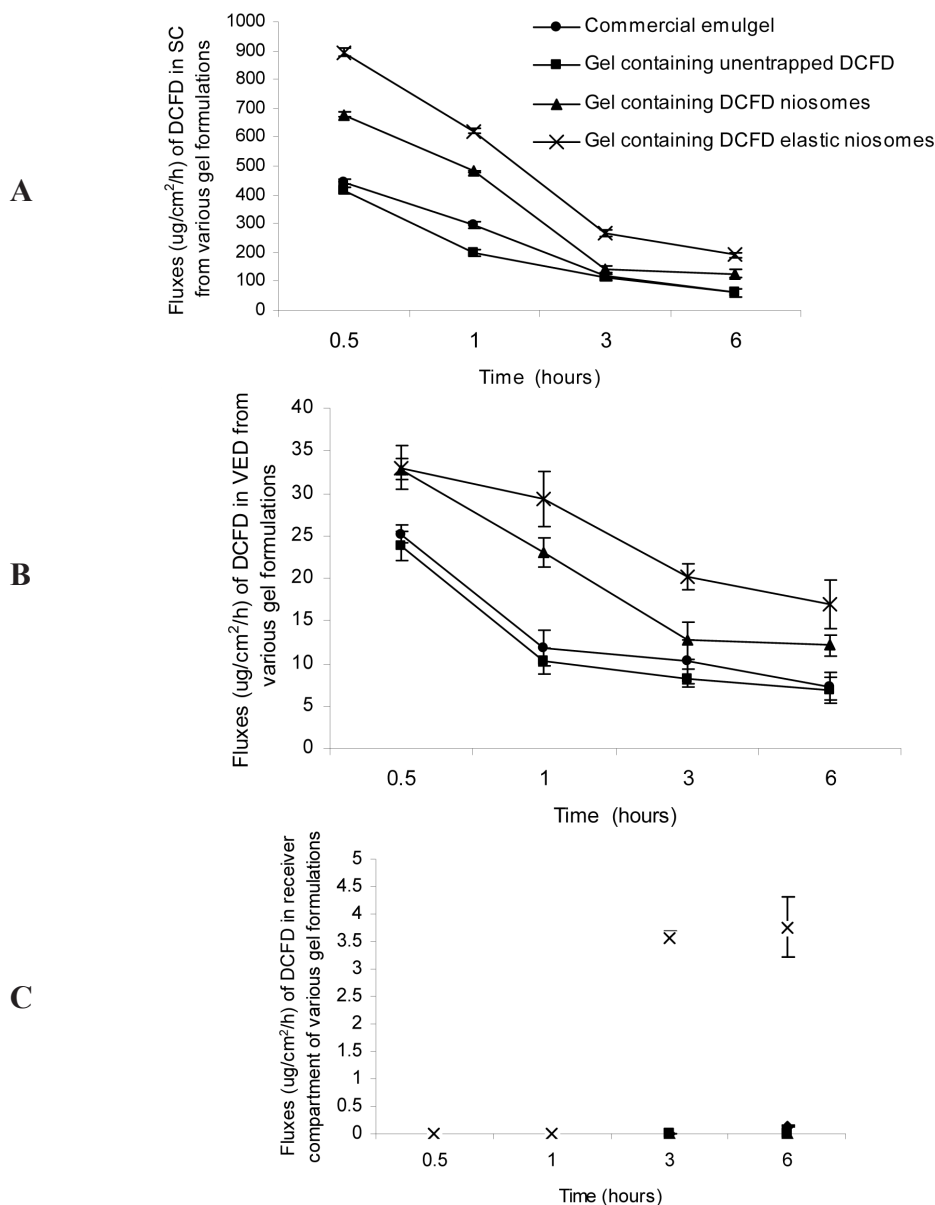 A
Fluxes (ug/cm²/h) of DCFD in SC
from various gel formulations
1000
900
800
700
600
500
400
300
200
100
0
0.5 1 3 6
Time (hours)
Commercial emulgel
Gel containing unentrapped DCFD
Gel containing DCFD niosomes
Gel containing DCFD elastic niosomes
B
Fluxes (ug/cm²/h) of DCFD in VED from
various gel formulations
40
35
30
25
20
15
10
5
0
0.5 1 3 6
Time (hours)
C
Fluxes (ug/cm²/h) of DCFD in receiver
compartment of various gel formulations
5
4.5
4
3.5
3
2.5
2
1.5
1
0.5
0
0.5 1 3 6
Time (hours)